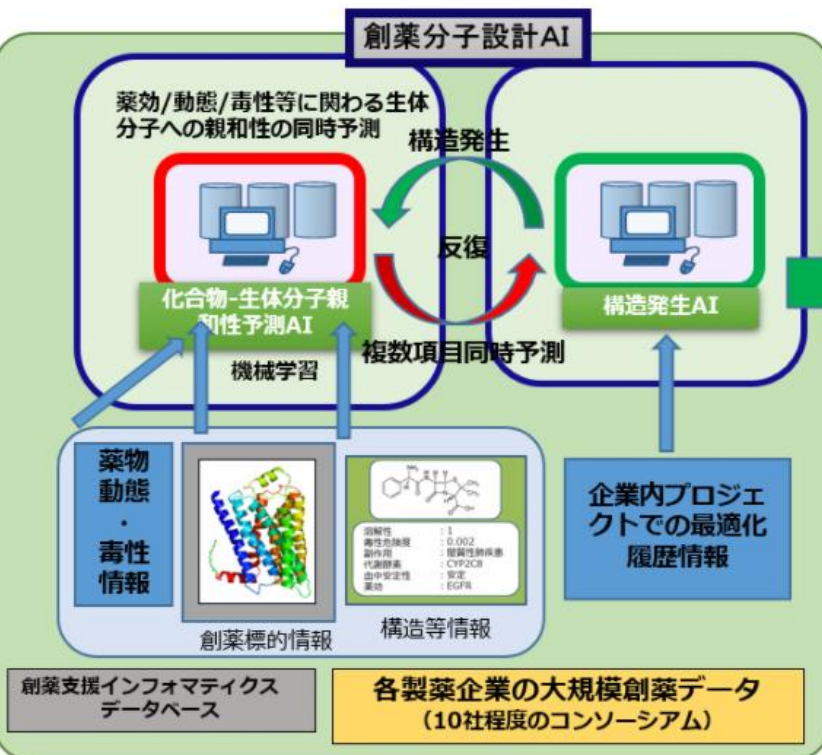 創薬分子設計AI
薬効/動態/毒性等に関わる生体
分子への親和性の同時予測
構造発生
反復
化合物-生体分子親
和性予測AI
構造発生AI
複数項目同時予測
機械学習
薬物
動態
・
毒性
情報
溶解性 : 1
毒性危険度 : 0.002
副作用 : 間質性肺疾患
代謝酵素 : CYP2C8
血中安定性 : 安定
薬効 : EGFR
創薬標的情報
構造等情報
企業内プロジェ
クトでの最適化
履歴情報
創薬支援インフォマティクス
データベース
各製薬企業の大規模創薬データ
（10社程度のコンソーシアム）